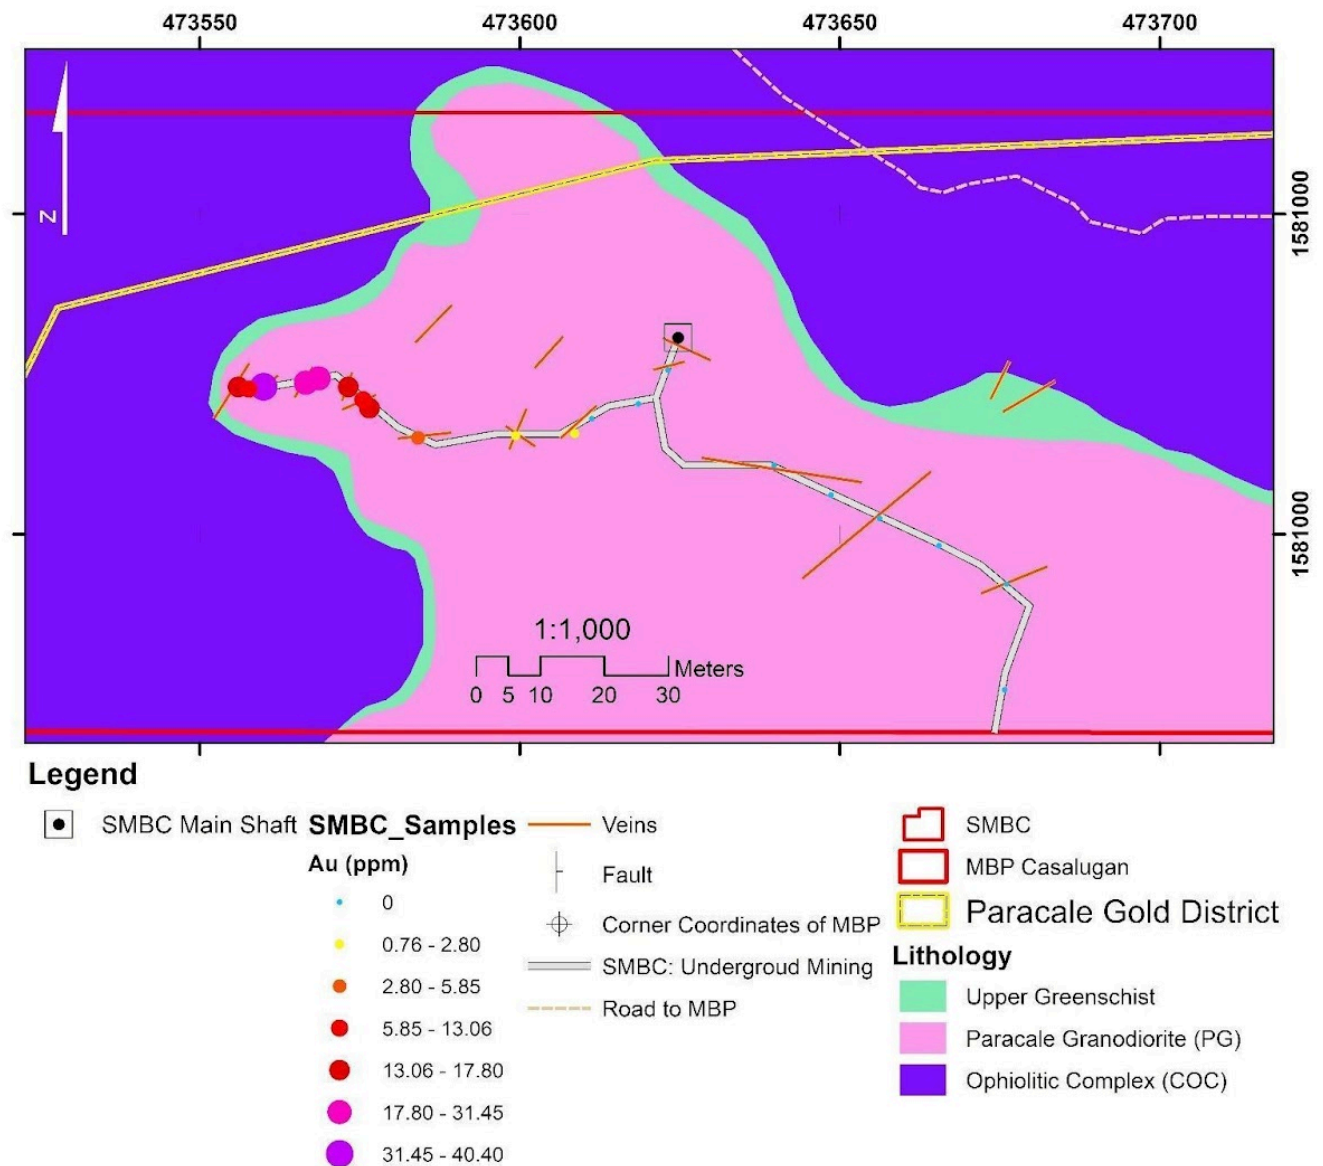 473550 473600 473650 473700
N
1581000
1581000
1:1,000
Meters
0 5 10 20 30
Legend
SMBC Main Shaft
SMBC_Samples
Au (ppm)
0
0.76 - 2.80
2.80 - 5.85
5.85 - 13.06
13.06 - 17.80
17.80 - 31.45
31.45 - 40.40
Veins
Fault
Corner Coordinates of MBP
SMBC: Undergroud Mining
Road to MBP
SMBC
MBP Casalugan
Paracale Gold District
Lithology
Upper Greenschist
Paracale Granodiorite (PG)
Ophiolitic Complex (COC)